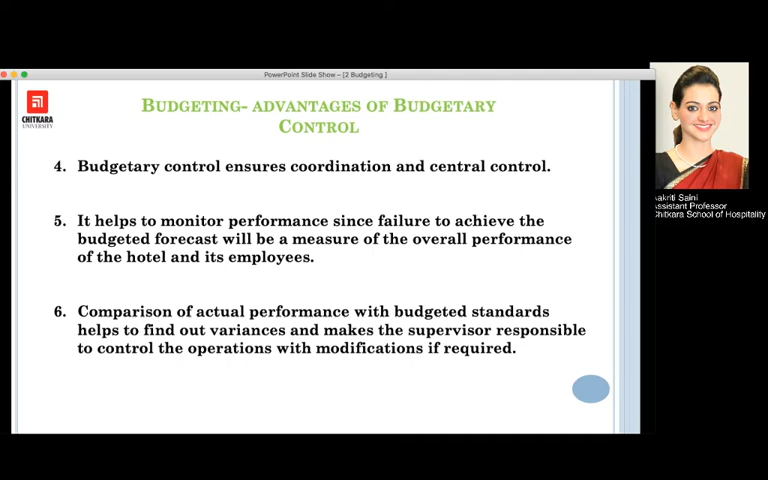 PowerPoint Slide Show – [2 Budgeting ]
CHITKARA
UNIVERSITY
BUDGETING- ADVANTAGES OF BUDGETARY
CONTROL
4. Budgetary control ensures coordination and central control.
5. It helps to monitor performance since failure to achieve the
budgeted forecast will be a measure of the overall performance
of the hotel and its employees.
6. Comparison of actual performance with budgeted standards
helps to find out variances and makes the supervisor responsible
to control the operations with modifications if required.
Aakriti Saini
Assistant Professor
Chitkara School of Hospitality